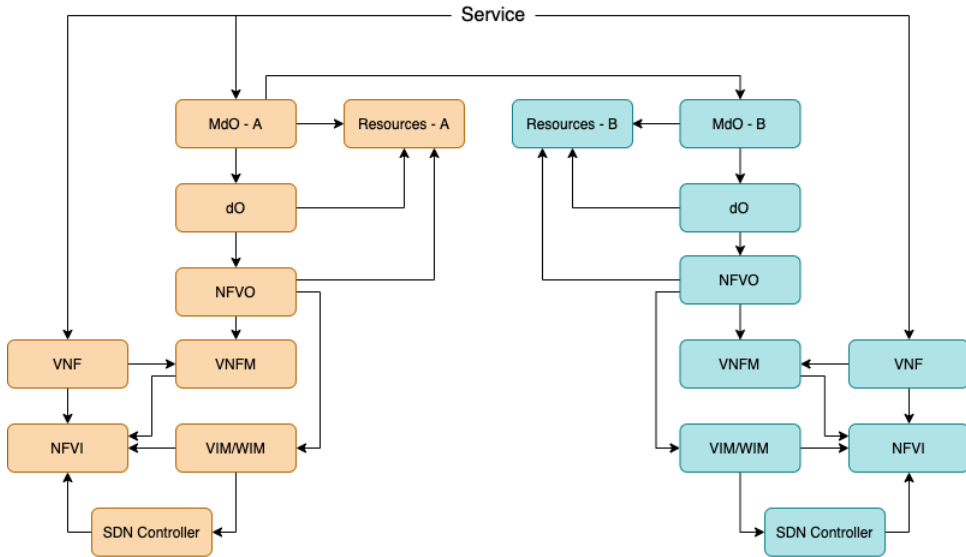 Service
MdO - A
Resources - A
Resources - B
MdO - B
dO
dO
NFVO
NFVO
VNF
VNFM
VNFM
VNF
NFVI
VIM/WIM
VIM/WIM
NFVI
SDN Controller
SDN Controller